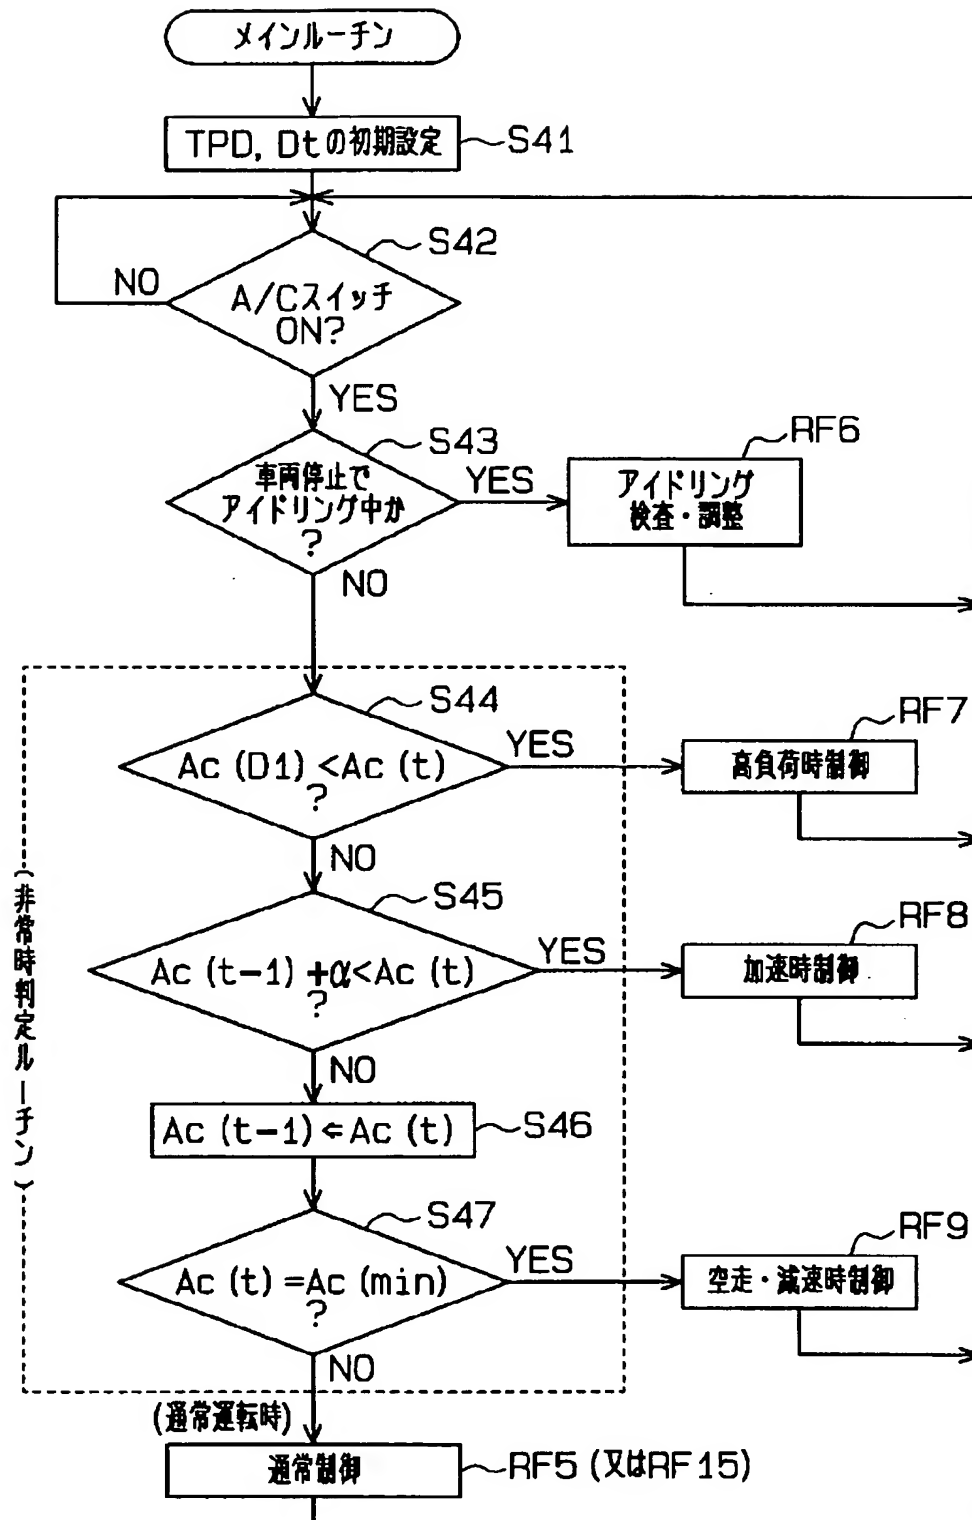 メインルーチン
TPD, Dtの初期設定
S41
S42
NO
A/Cスイッチ
ON?
YES
S43
車両停止で
アイドリング中か
?
YES
RF6
アイドリング
検査・調整
NO
S44
Ac(D1)<Ac(t)
?
YES
RF7
高負荷時制御
NO
(非常時判定ルーチン)
S45
Ac(t-1)+α<Ac(t)
?
YES
RF8
加速時制御
NO
Ac(t-1)⇐Ac(t)
S46
S47
Ac(t)=Ac(min)
?
YES
RF9
空走・減速時制御
NO
(通常運転時)
通常制御
RF5(又はRF15)